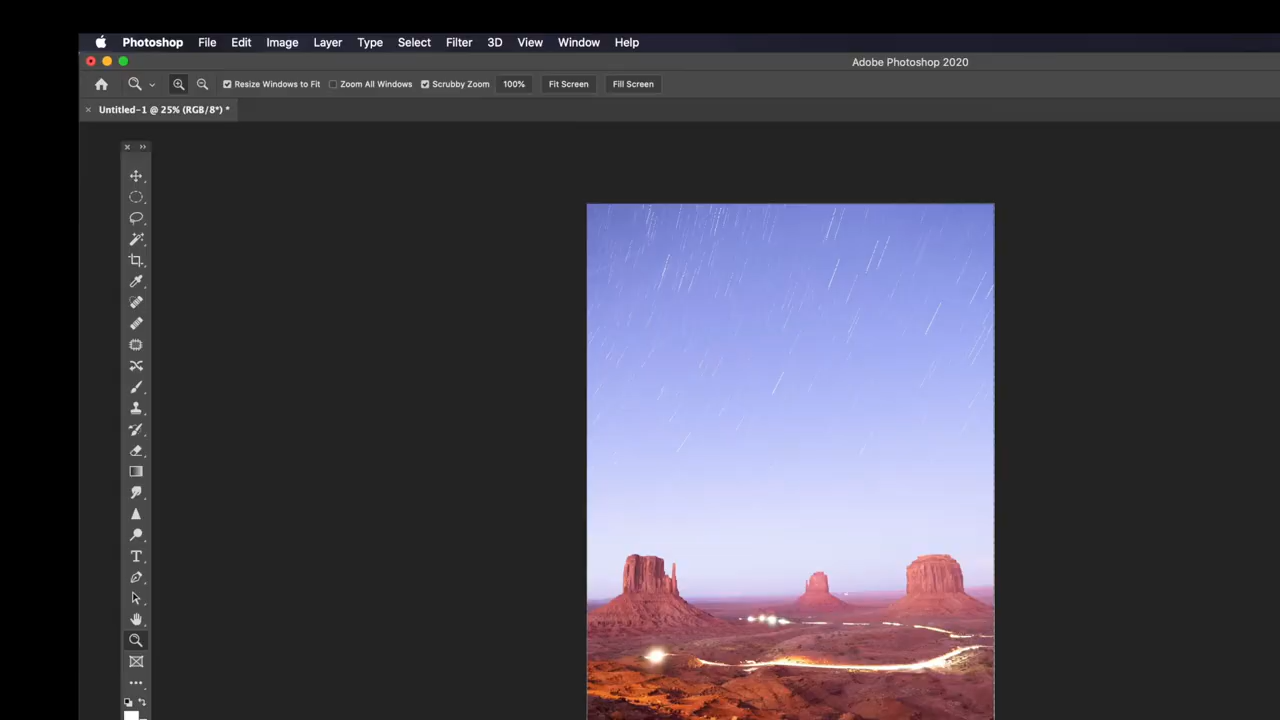 Photoshop File Edit Image Layer Type Select Filter 3D View Window Help
Adobe Photoshop 2020
Resize Windows to Fit Zoom All Windows Scrubby Zoom 100% Fit Screen Fill Screen
Untitled-1 @ 25% (RGB/8*) *